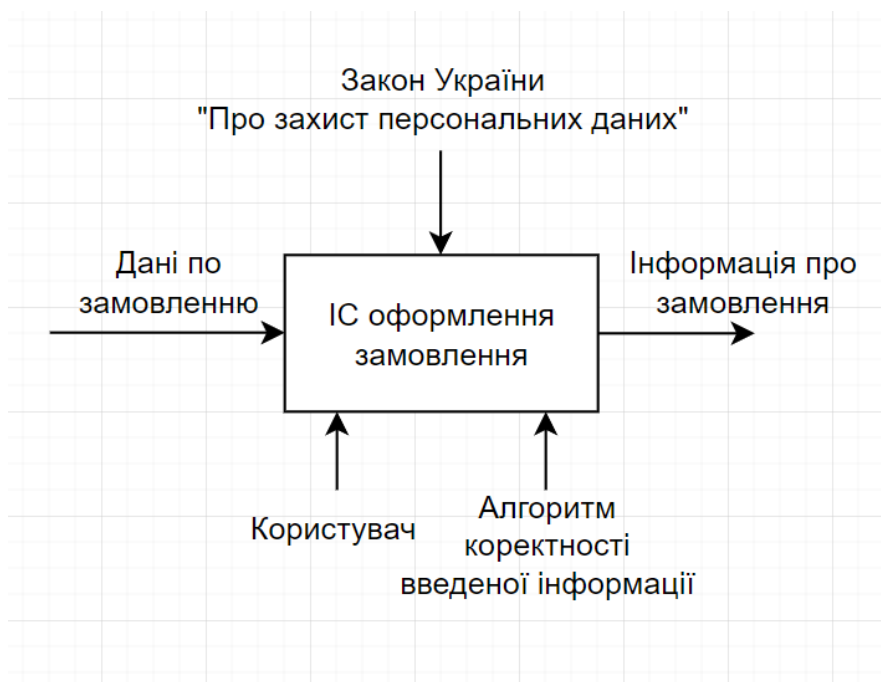 Закон України
"Про захист персональних даних"
Дані по
замовленню
ІС оформлення
замовлення
Інформація про
замовлення
Користувач
Алгоритм
коректності
введеної інформації